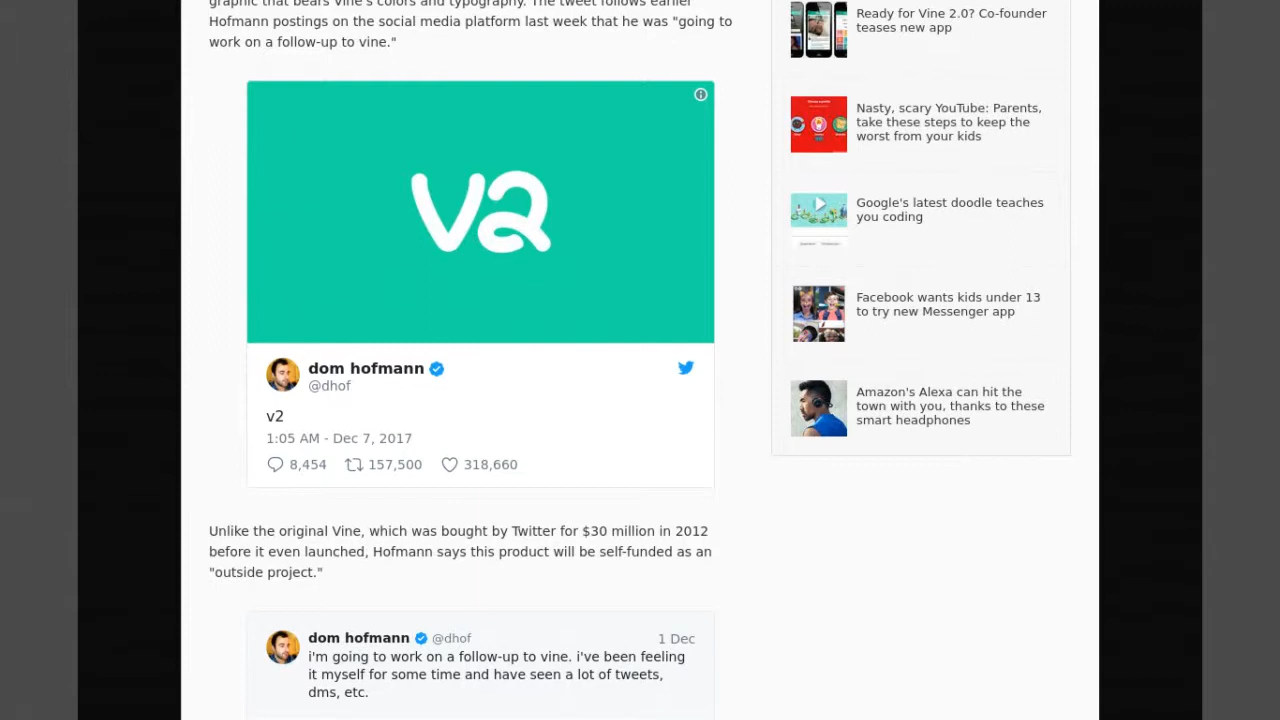 graphic that bears Vine's colors and typography. The tweet follows earlier
Hofmann postings on the social media platform last week that he was "going to
work on a follow-up to vine."
v2
dom hofmann
@dhof
v2
1:05 AM - Dec 7, 2017
8,454 157,500 318,660
Unlike the original Vine, which was bought by Twitter for $30 million in 2012
before it even launched, Hofmann says this product will be self-funded as an
"outside project."
dom hofmann @dhof 1 Dec
i'm going to work on a follow-up to vine. i've been feeling
it myself for some time and have seen a lot of tweets,
dms, etc.
Ready for Vine 2.0? Co-founder
teases new app
Nasty, scary YouTube: Parents,
take these steps to keep the
worst from your kids
Google's latest doodle teaches
you coding
Facebook wants kids under 13
to try new Messenger app
Amazon's Alexa can hit the
town with you, thanks to these
smart headphones